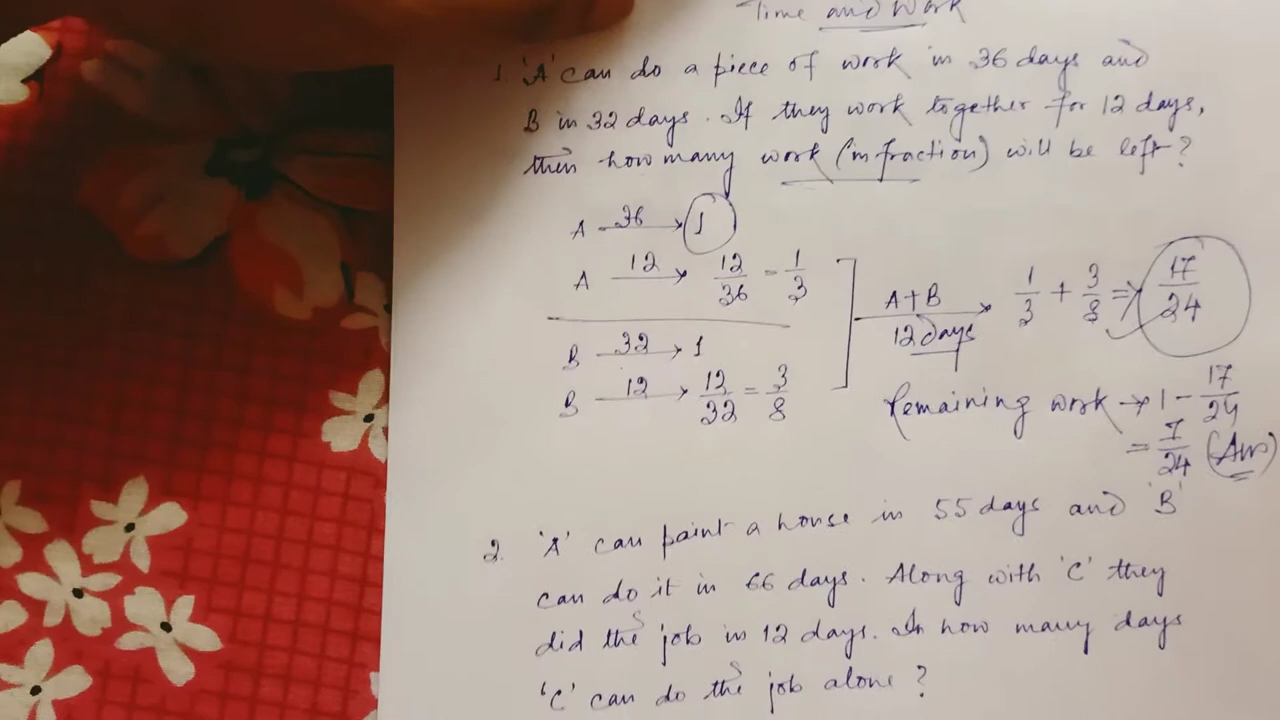 Time and Work
1. 'A' can do a piece of work in 36 days and
B in 32 days. If they work together for 12 days,
then how many work (in fraction) will be left?
A —36→ 1
A —12→ 12/36 = 1/3
B —32→ 1
B —12→ 12/32 = 3/8
A+B —12 days→ 1/3 + 3/8 ⇒ 17/24
Remaining work → 1 - 17/24
= 7/24 (Ans)
2. 'A' can paint a house in 55 days and 'B'
can do it in 66 days. Along with 'C' they
did the job in 12 days. In how many days
'C' can do the job alone?